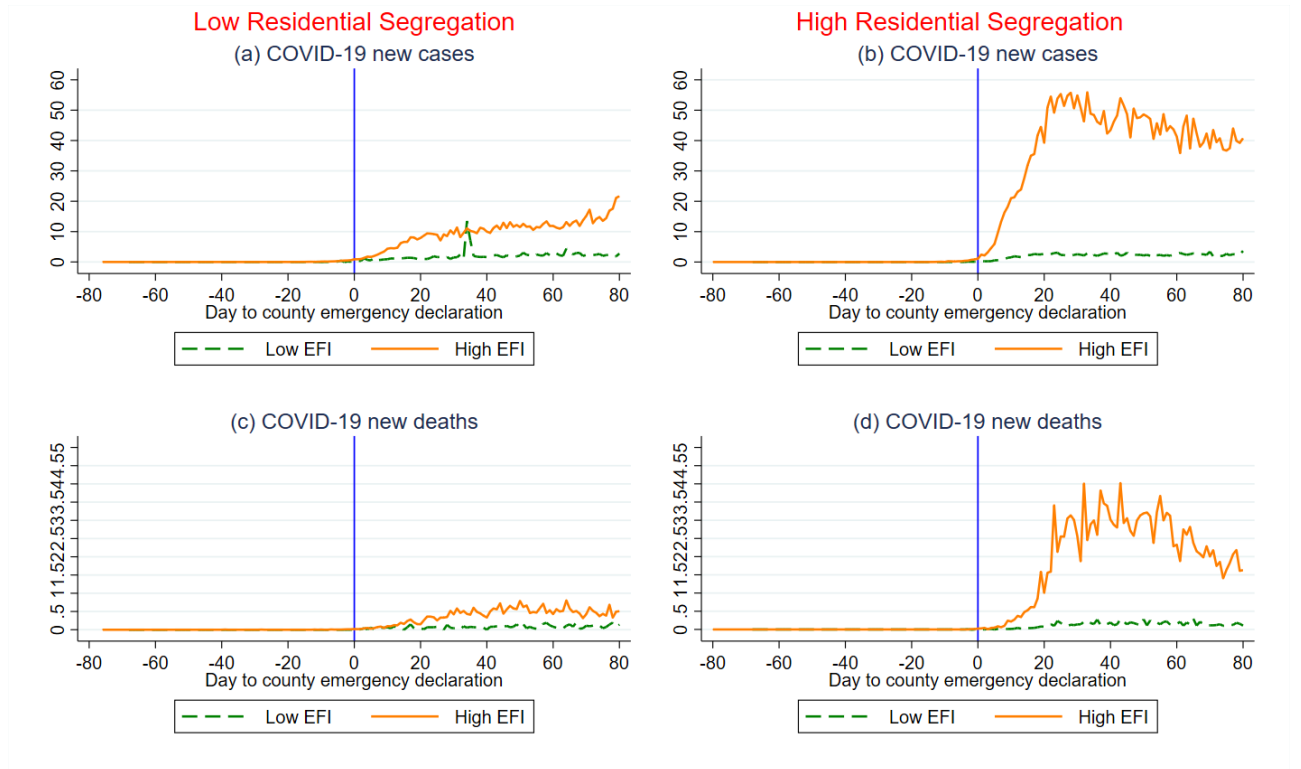 Low Residential Segregation
High Residential Segregation
(a) COVID-19 new cases
(b) COVID-19 new cases
60
50
40
30
20
10
0
-80 -60 -40 -20 0 20 40 60 80
Day to county emergency declaration
Low EFI High EFI
60
50
40
30
20
10
0
-80 -60 -40 -20 0 20 40 60 80
Day to county emergency declaration
Low EFI High EFI
(c) COVID-19 new deaths
(d) COVID-19 new deaths
0 .5 1 1.5 2 2.5 3 3.5 4 4.5 5
-80 -60 -40 -20 0 20 40 60 80
Day to county emergency declaration
Low EFI High EFI
0 .5 1 1.5 2 2.5 3 3.5 4 4.5 5
-80 -60 -40 -20 0 20 40 60 80
Day to county emergency declaration
Low EFI High EFI